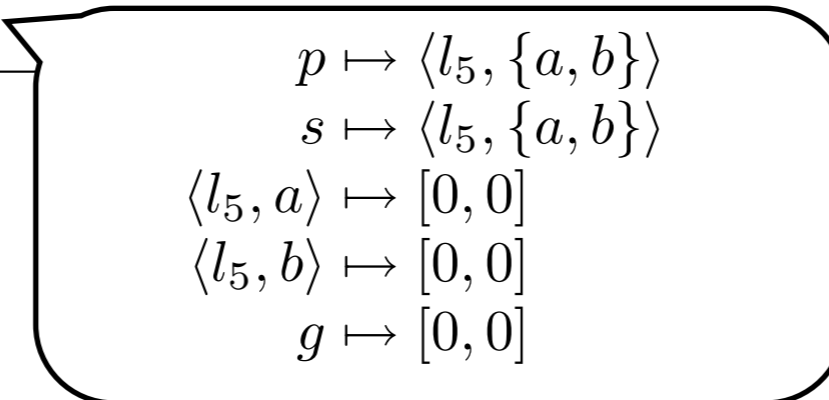 p ↦ ⟨l₅, {a, b}⟩
s ↦ ⟨l₅, {a, b}⟩
⟨l₅, a⟩ ↦ [0, 0]
⟨l₅, b⟩ ↦ [0, 0]
g ↦ [0, 0]